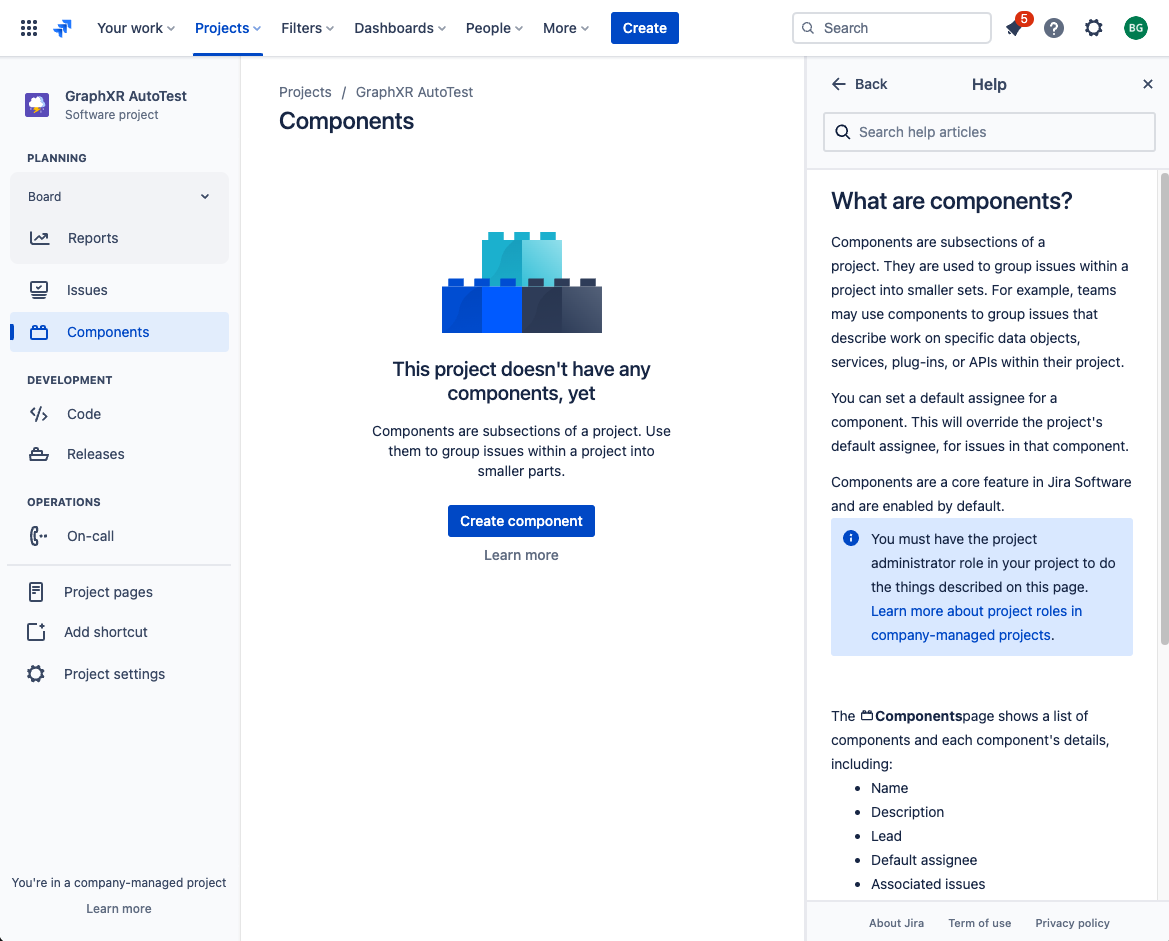 Your work
Projects
Filters
Dashboards
People
More
Create
Search
5
BG
GraphXR AutoTest
Software project
PLANNING
Board
Reports
Issues
Components
DEVELOPMENT
Code
Releases
OPERATIONS
On-call
Project pages
Add shortcut
Project settings
You're in a company-managed project
Learn more
Projects / GraphXR AutoTest
Components
This project doesn't have any
components, yet
Components are subsections of a project. Use
them to group issues within a project into
smaller parts.
Create component
Learn more
Back
Help
Search help articles
What are components?
Components are subsections of a
project. They are used to group issues within a
project into smaller sets. For example, teams
may use components to group issues that
describe work on specific data objects,
services, plug-ins, or APIs within their project.
You can set a default assignee for a
component. This will override the project's
default assignee, for issues in that component.
Components are a core feature in Jira Software
and are enabled by default.
You must have the project
administrator role in your project to do
the things described on this page.
Learn more about project roles in
company-managed projects.
The Componentspage shows a list of
components and each component's details,
including:
• Name
• Description
• Lead
• Default assignee
• Associated issues
About Jira
Term of use
Privacy policy